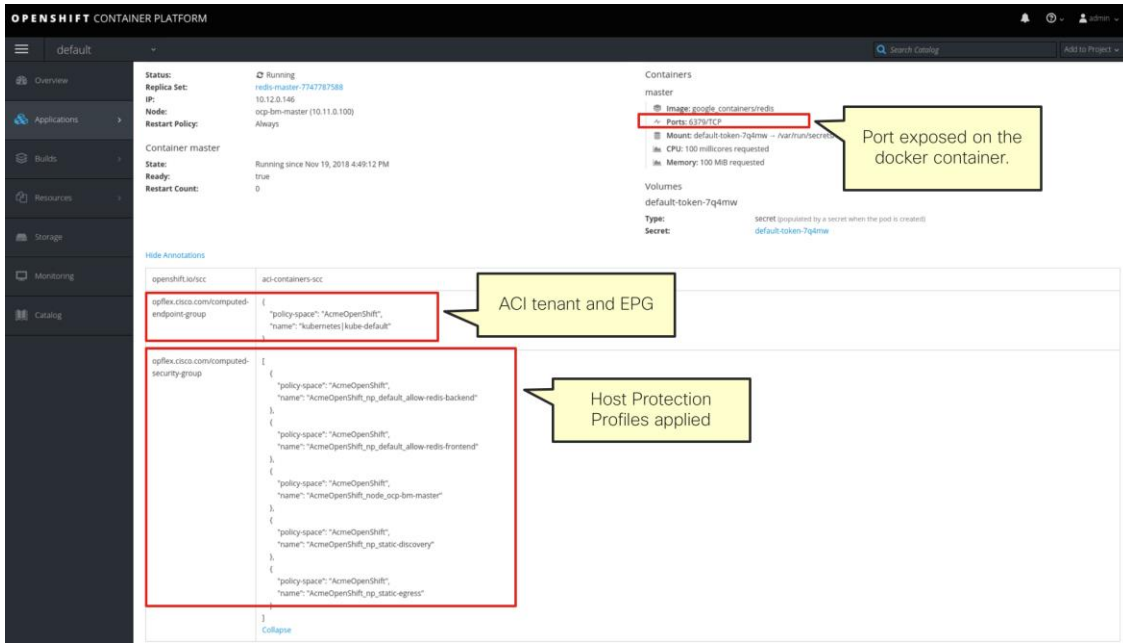 OPENSHIFT CONTAINER PLATFORM
admin
default
Search Catalog
Add to Project
Overview
Applications
Builds
Resources
Storage
Monitoring
Catalog
Status: Running
Replica Set: redis-master-7747787588
IP: 10.12.0.146
Node: ocp-bm-master (10.11.0.100)
Restart Policy: Always
Container master
State: Running since Nov 19, 2018 4:49:12 PM
Ready: true
Restart Count: 0
Containers
master
Image: google_containers/redis
Ports: 6379/TCP
Mount: default-token-7q4mw → /var/run/secrets
CPU: 100 millicores requested
Memory: 100 MiB requested
Port exposed on the
docker container.
Volumes
default-token-7q4mw
Type: secret (populated by a secret when the pod is created)
Secret: default-token-7q4mw
Hide Annotations
openshift.io/scc aci-containers-scc
opflex.cisco.com/computed- {
endpoint-group "policy-space": "AcmeOpenShift",
"name": "kubernetes|kube-default"
}
ACI tenant and EPG
opflex.cisco.com/computed- [
security-group {
"policy-space": "AcmeOpenShift",
"name": "AcmeOpenShift_np_default_allow-redis-backend"
},
{
"policy-space": "AcmeOpenShift",
"name": "AcmeOpenShift_np_default_allow-redis-frontend"
},
{
"policy-space": "AcmeOpenShift",
"name": "AcmeOpenShift_node_ocp-bm-master"
},
{
"policy-space": "AcmeOpenShift",
"name": "AcmeOpenShift_np_static-discovery"
},
{
"policy-space": "AcmeOpenShift",
"name": "AcmeOpenShift_np_static-egress"
}
]
Collapse
Host Protection
Profiles applied